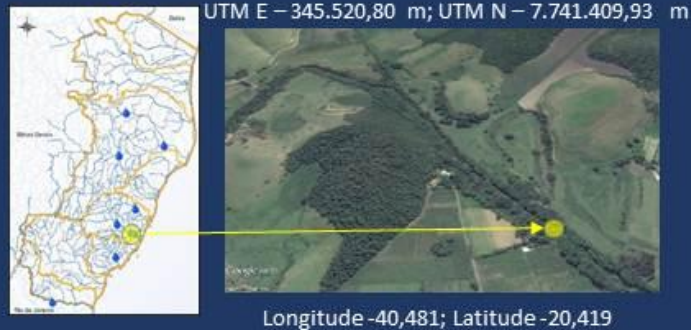 UTM E – 345.520,80 m; UTM N – 7.741.409,93 m
Bahia
Minas Gerais
Rio de Janeiro
Longitude -40,481; Latitude -20,419